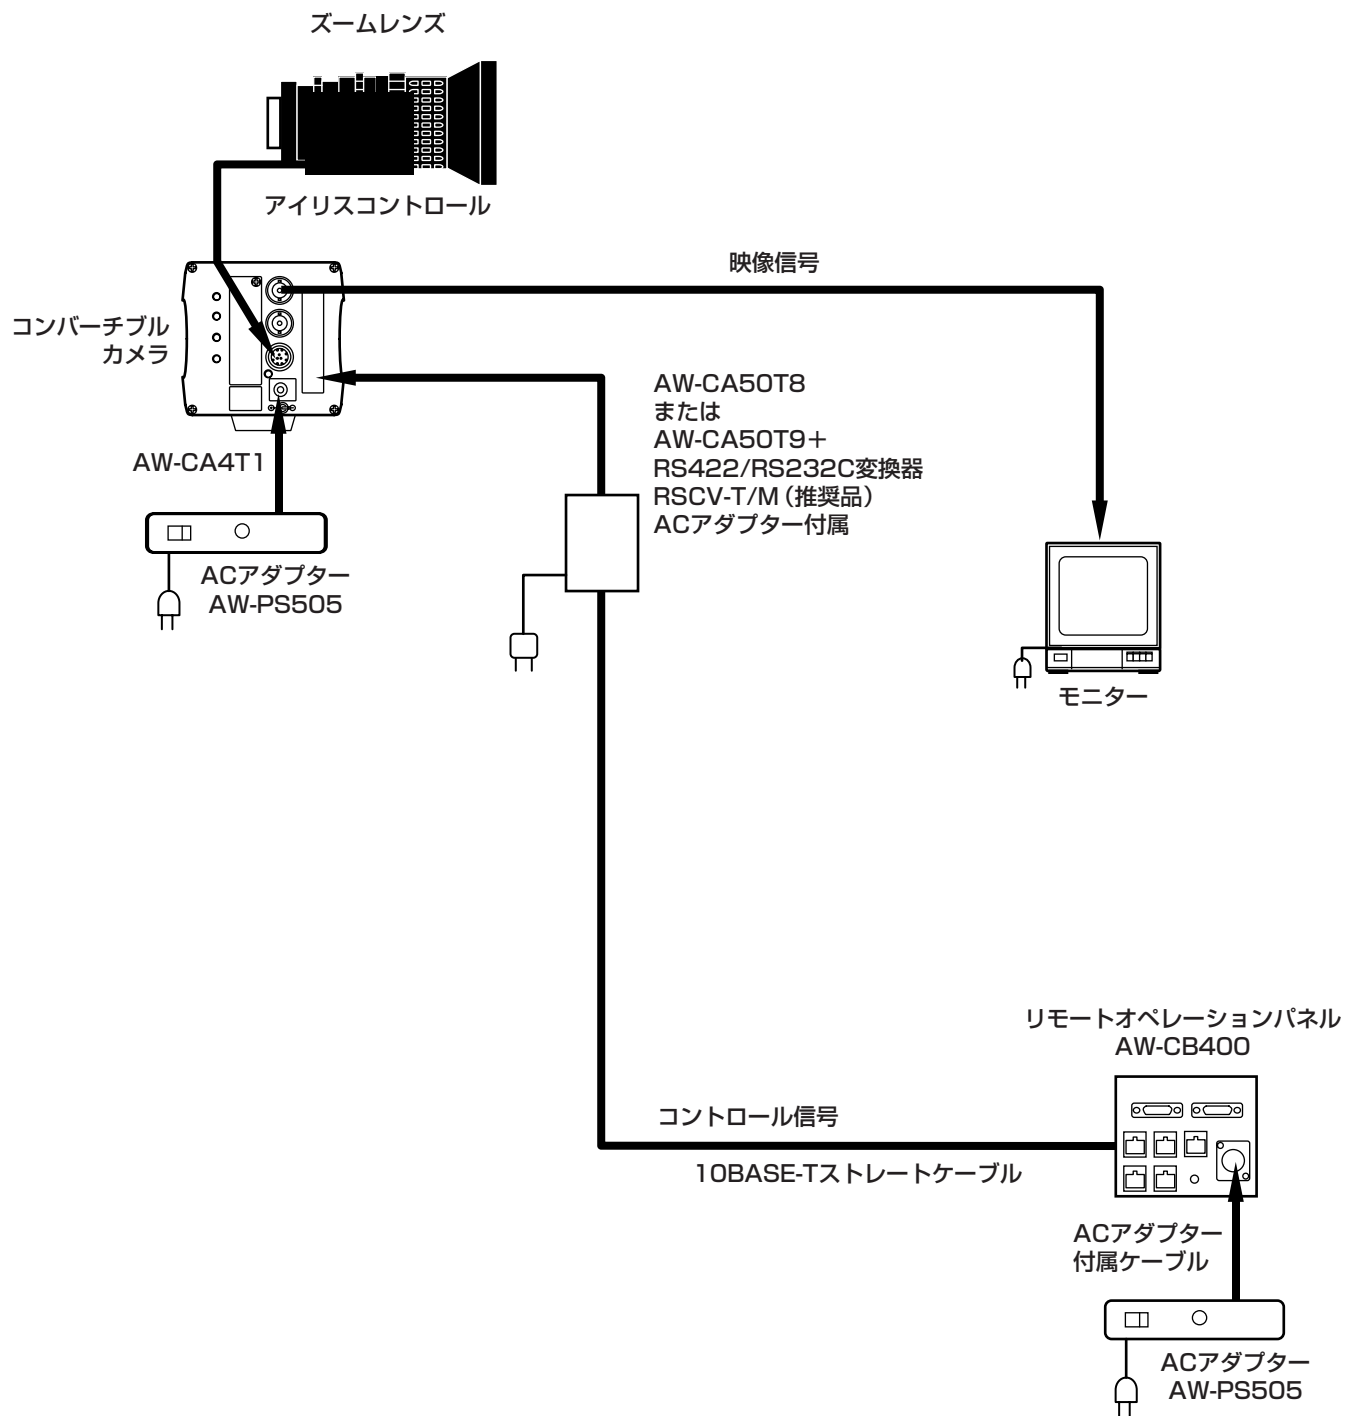 ズームレンズ
アイリスコントロール
映像信号
コンバーチブル
カメラ
AW-CA50T8
または
AW-CA50T9＋
RS422/RS232C変換器
RSCV-T/M（推奨品）
ACアダプター付属
AW-CA4T1
ACアダプター
AW-PS505
モニター
リモートオペレーションパネル
AW-CB400
コントロール信号
10BASE-Tストレートケーブル
ACアダプター
付属ケーブル
ACアダプター
AW-PS505